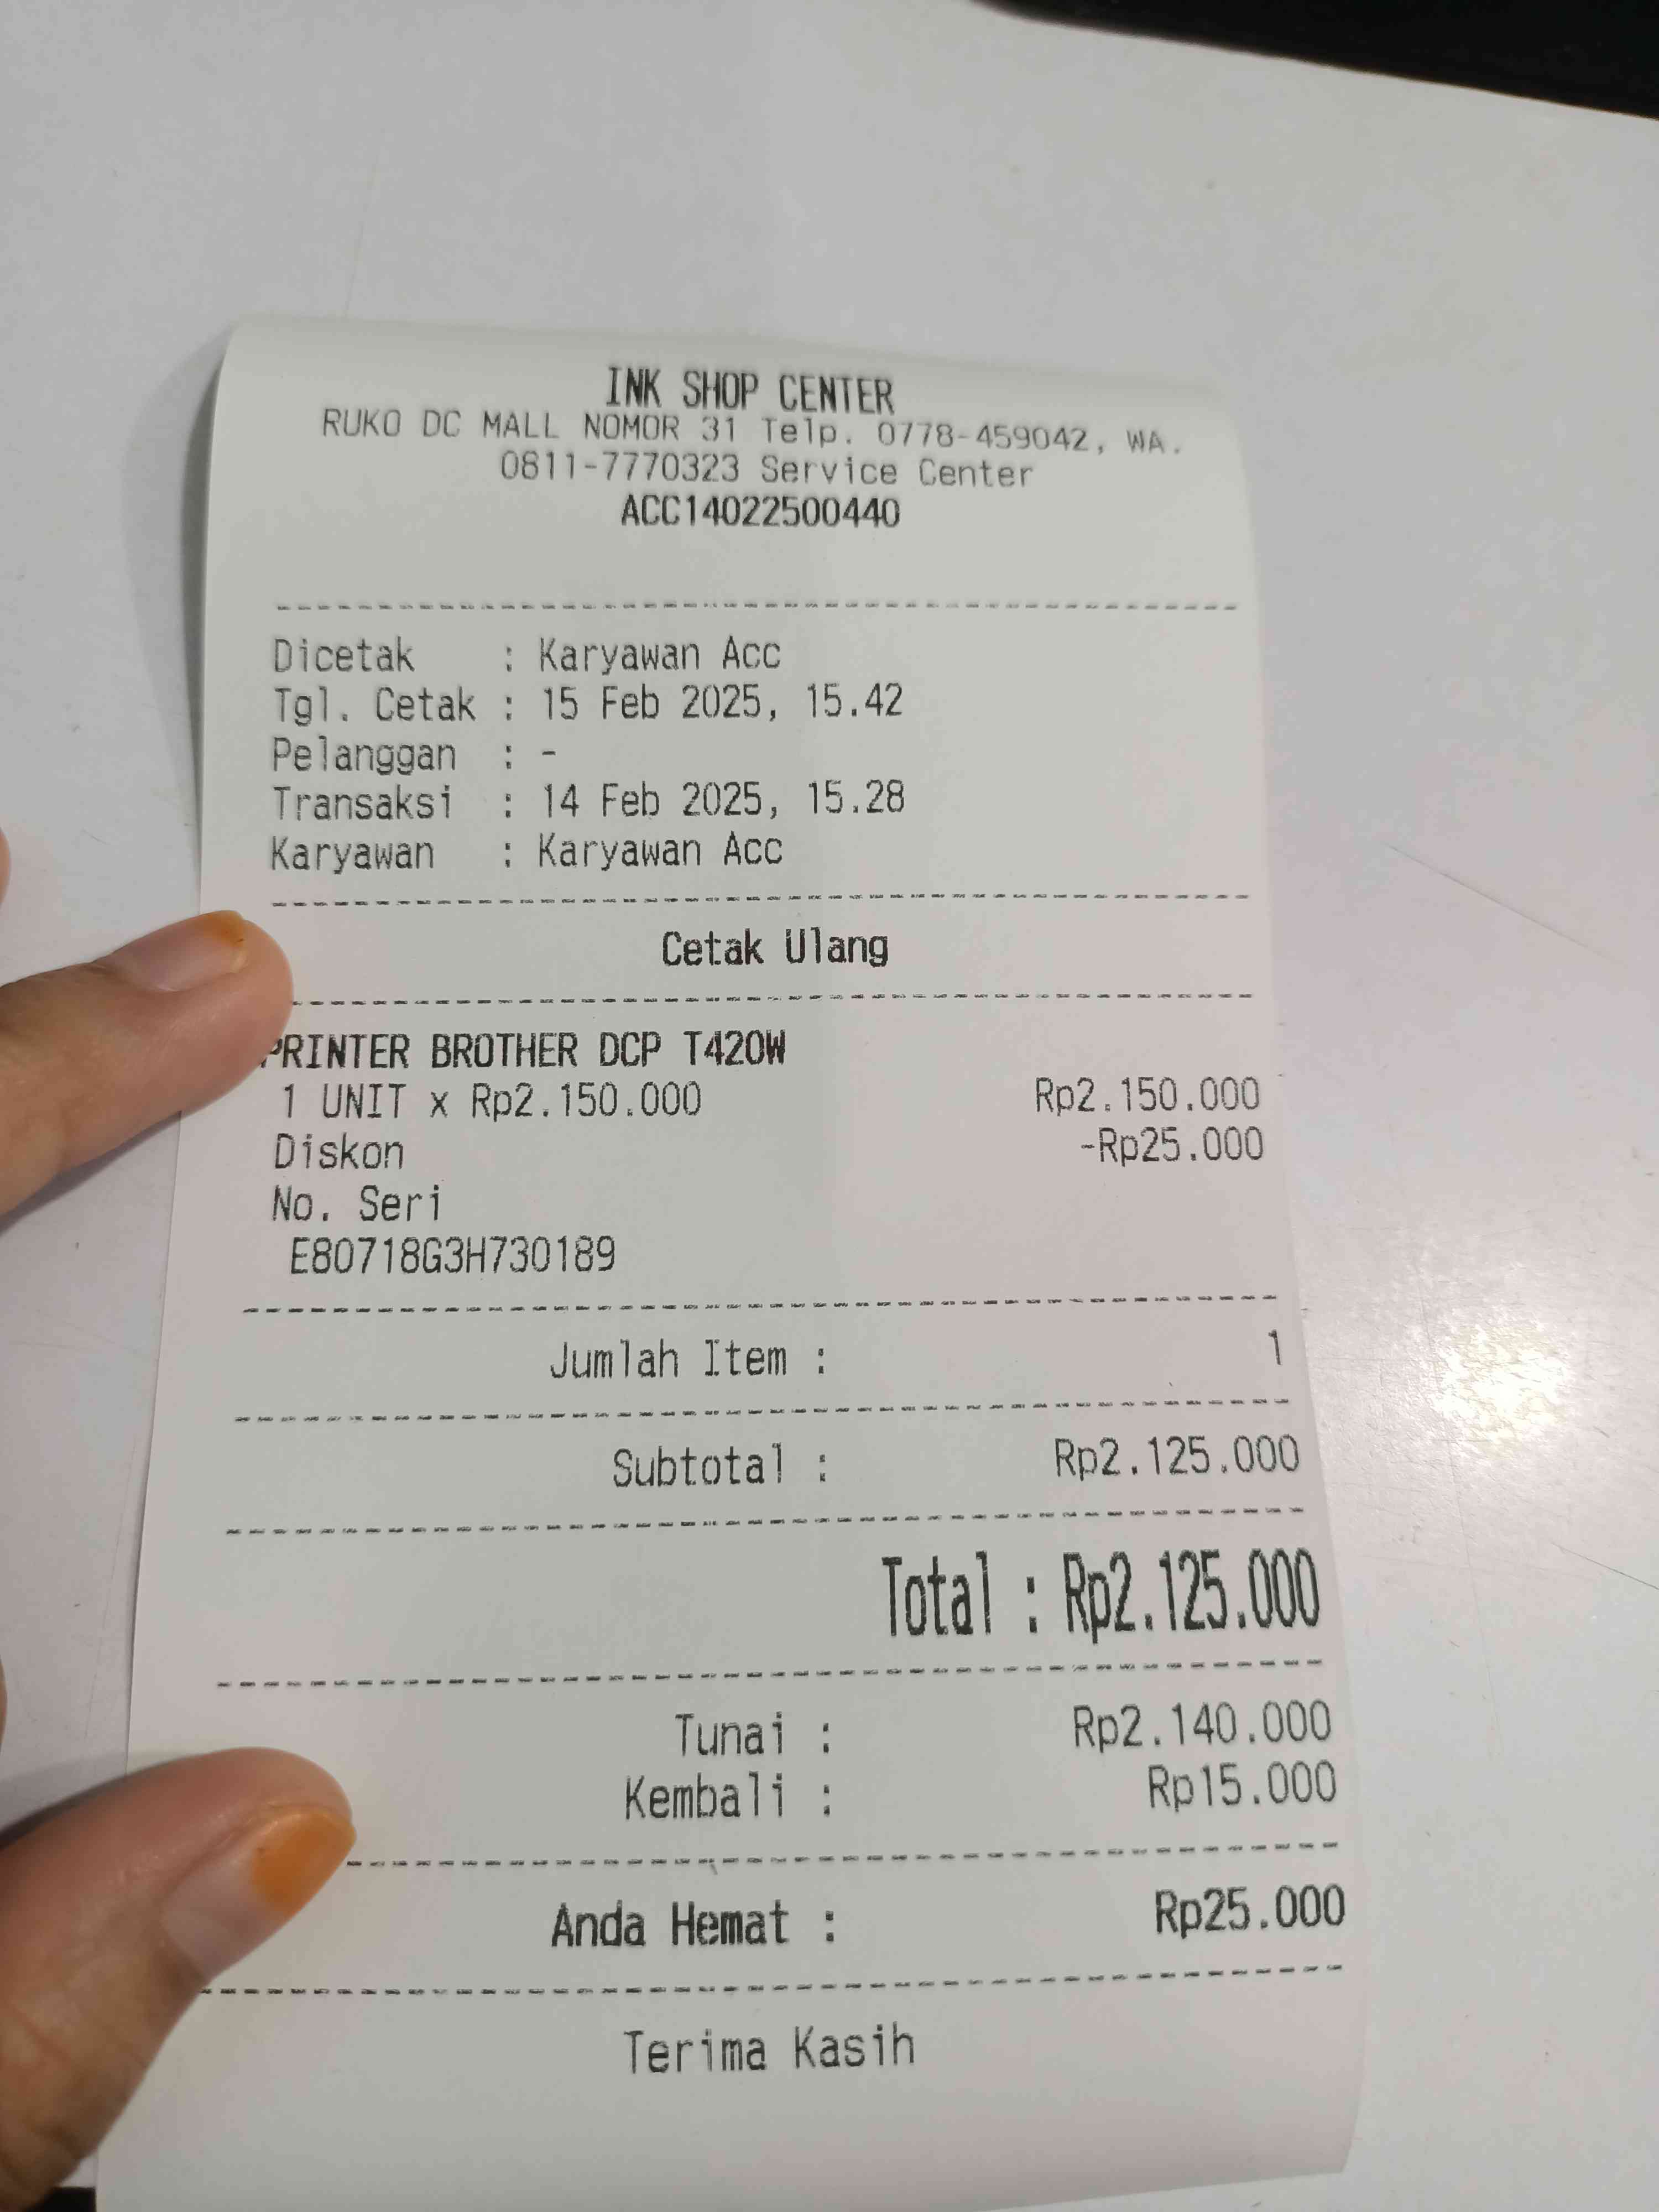 INK SHOP CENTER
RUKO DC MALL NOMOR 31 Telp. 0778-459042, WA.
0811-7770323 Service Center
ACC14022500440
Dicetak : Karyawan Acc
Tgl. Cetak : 15 Feb 2025, 15.42
Pelanggan : -
Transaksi : 14 Feb 2025, 15.28
Karyawan : Karyawan Acc
Cetak Ulang
PRINTER BROTHER DCP T420W
1 UNIT x Rp2.150.000 Rp2.150.000
Diskon -Rp25.000
No. Seri
E80718G3H730189
Jumlah Item : 1
Subtotal : Rp2.125.000
Total : Rp2.125.000
Tunai : Rp2.140.000
Kembali : Rp15.000
Anda Hemat : Rp25.000
Terima Kasih